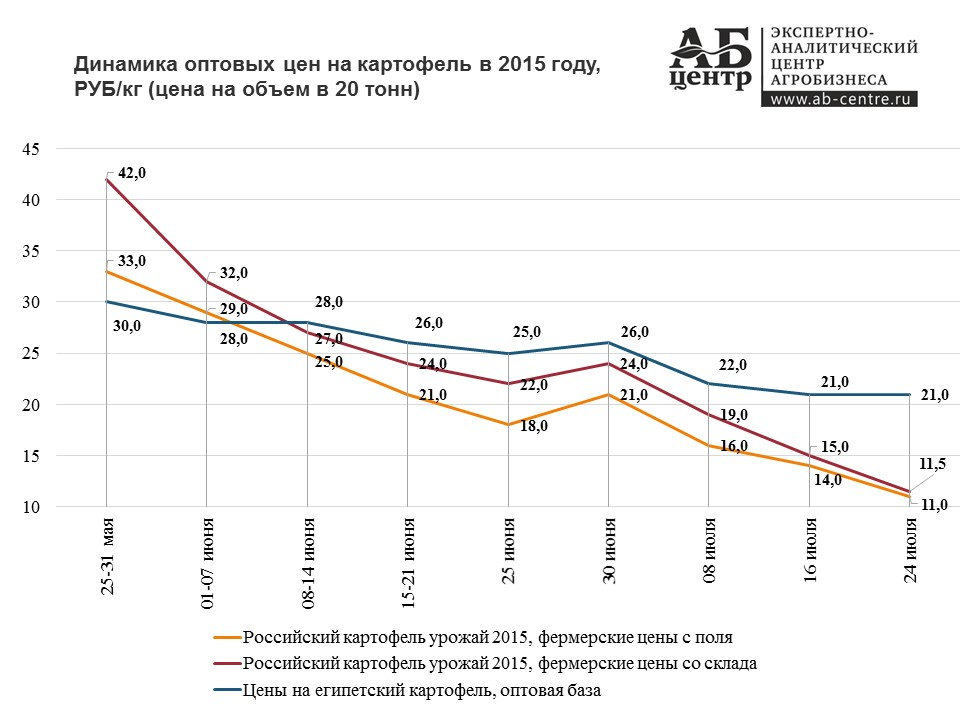 Динамика оптовых цен на картофель в 2015 году,
РУБ/кг (цена на объем в 20 тонн)
АБ
центр
ЭКСПЕРТНО-
АНАЛИТИЧЕСКИЙ
ЦЕНТР
АГРОБИЗНЕСА
www.ab-centre.ru
45
40
35
30
25
20
15
10
42,0
33,0
30,0
32,0
29,0
28,0
28,0
27,0
25,0
26,0
24,0
21,0
25,0
22,0
18,0
26,0
24,0
21,0
22,0
19,0
16,0
21,0
15,0
14,0
21,0
11,5
11,0
25-31 мая
01-07 июня
08-14 июня
15-21 июня
25 июня
30 июня
08 июля
16 июля
24 июля
Российский картофель урожай 2015, фермерские цены с поля
Российский картофель урожай 2015, фермерские цены со склада
Цены на египетский картофель, оптовая база